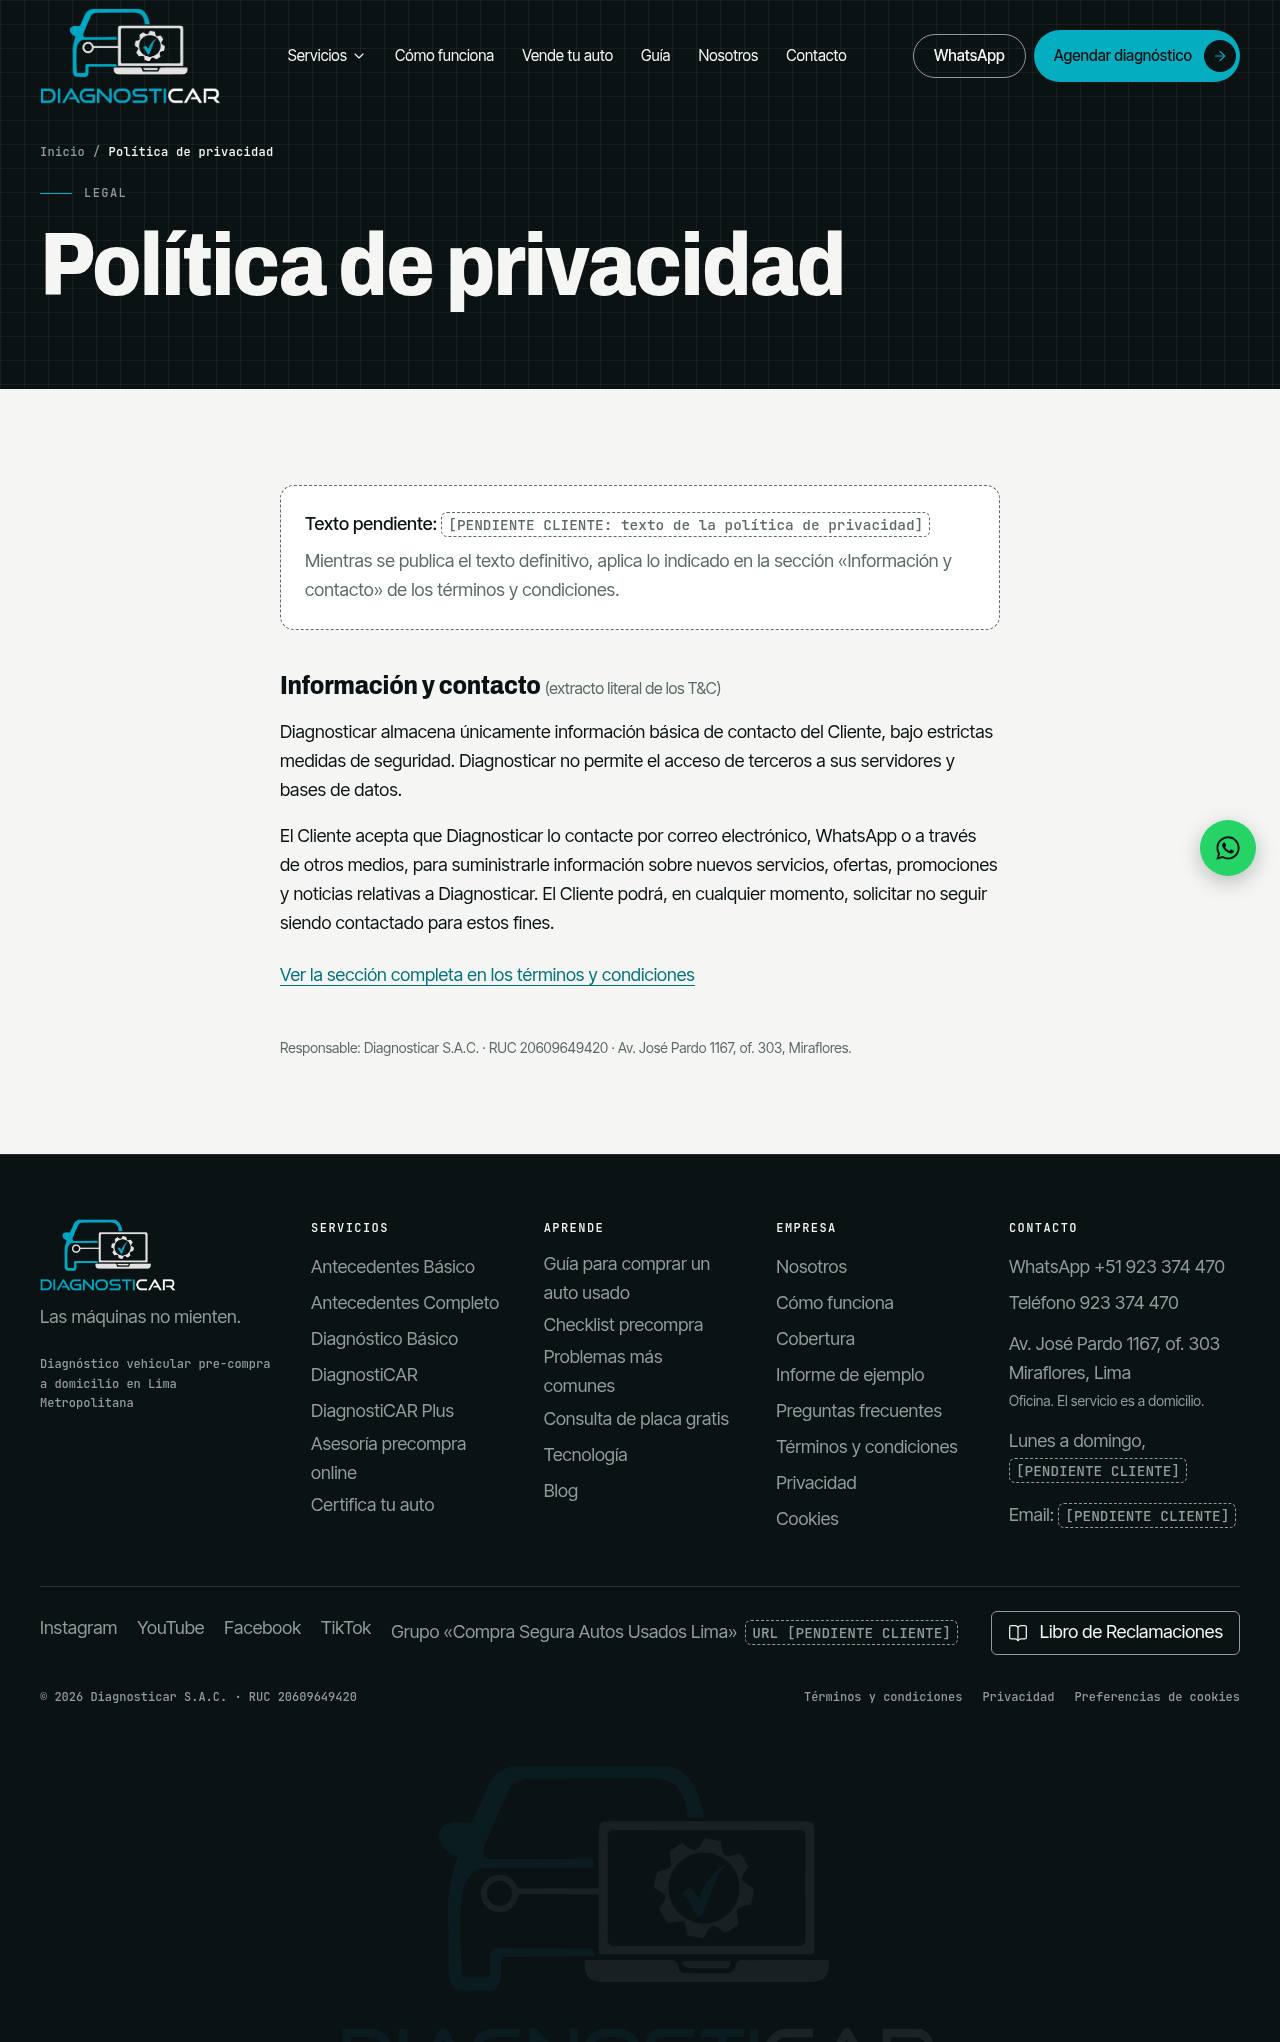 DIAGNOSTICAR
Servicios
Cómo funciona
Vende tu auto
Guía
Nosotros
Contacto
WhatsApp
Agendar diagnóstico
Inicio / Política de privacidad
LEGAL
Política de privacidad
Texto pendiente: [PENDIENTE CLIENTE: texto de la política de privacidad]
Mientras se publica el texto definitivo, aplica lo indicado en la sección «Información y
contacto» de los términos y condiciones.
Información y contacto (extracto literal de los T&C)
Diagnosticar almacena únicamente información básica de contacto del Cliente, bajo estrictas
medidas de seguridad. Diagnosticar no permite el acceso de terceros a sus servidores y
bases de datos.
El Cliente acepta que Diagnosticar lo contacte por correo electrónico, WhatsApp o a través
de otros medios, para suministrarle información sobre nuevos servicios, ofertas, promociones
y noticias relativas a Diagnosticar. El Cliente podrá, en cualquier momento, solicitar no seguir
siendo contactado para estos fines.
Ver la sección completa en los términos y condiciones
Responsable: Diagnosticar S.A.C. · RUC 20609649420 · Av. José Pardo 1167, of. 303, Miraflores.
DIAGNOSTICAR
Las máquinas no mienten.
Diagnóstico vehicular pre-compra
a domicilio en Lima
Metropolitana
SERVICIOS
Antecedentes Básico
Antecedentes Completo
Diagnóstico Básico
DiagnostiCAR
DiagnostiCAR Plus
Asesoría precompra
online
Certifica tu auto
APRENDE
Guía para comprar un
auto usado
Checklist precompra
Problemas más
comunes
Consulta de placa gratis
Tecnología
Blog
EMPRESA
Nosotros
Cómo funciona
Cobertura
Informe de ejemplo
Preguntas frecuentes
Términos y condiciones
Privacidad
Cookies
CONTACTO
WhatsApp +51 923 374 470
Teléfono 923 374 470
Av. José Pardo 1167, of. 303
Miraflores, Lima
Oficina. El servicio es a domicilio.
Lunes a domingo,
[PENDIENTE CLIENTE]
Email: [PENDIENTE CLIENTE]
Instagram
YouTube
Facebook
TikTok
Grupo «Compra Segura Autos Usados Lima» URL [PENDIENTE CLIENTE]
Libro de Reclamaciones
© 2026 Diagnosticar S.A.C. · RUC 20609649420
Términos y condiciones
Privacidad
Preferencias de cookies
DIAGNOSTICAR